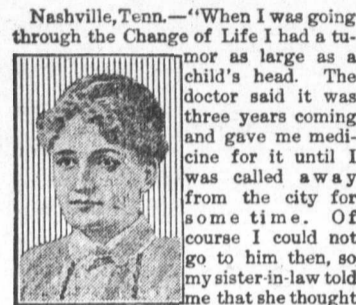 Nashville, Tenn.—"When I was going
through the Change of Life I had a tu-
mor as large as a
child's head. The
doctor said it was
three years coming
and gave me medi-
cine for it until I
was called away
from the city for
some time. Of
course I could not
go to him then, so
my sister-in-law told
me that she thought